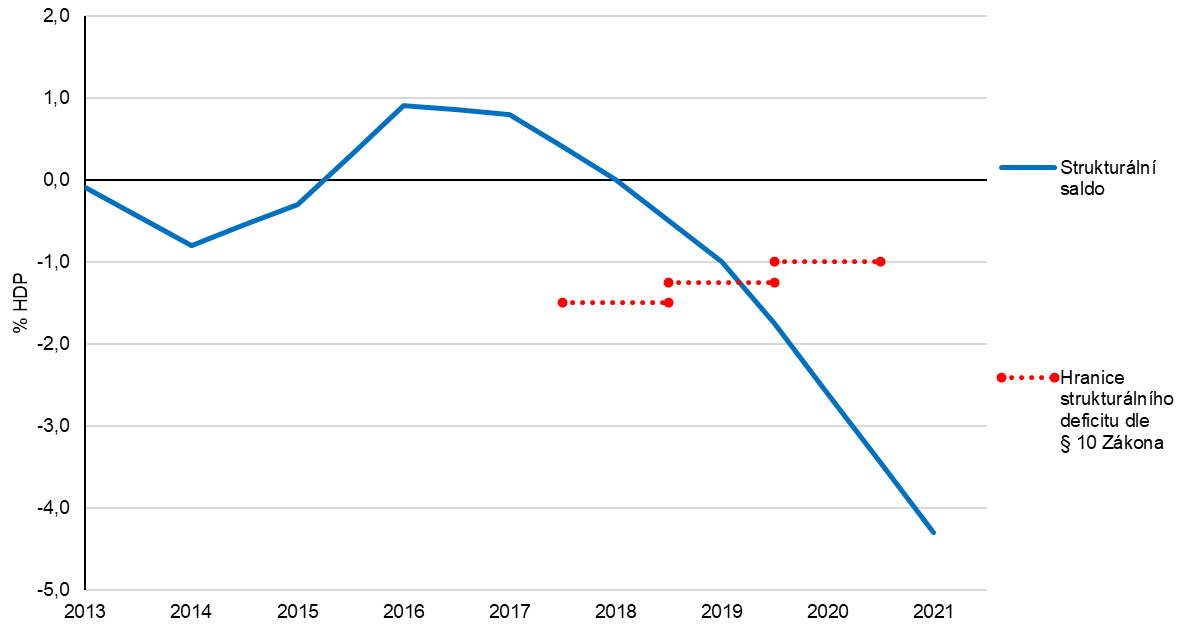 2,0
1,0
0,0
-1,0
-2,0
-3,0
-4,0
-5,0
% HDP
2013
2014
2015
2016
2017
2018
2019
2020
2021
Strukturální
saldo
Hranice
strukturálního
deficitu dle
§ 10 Zákona